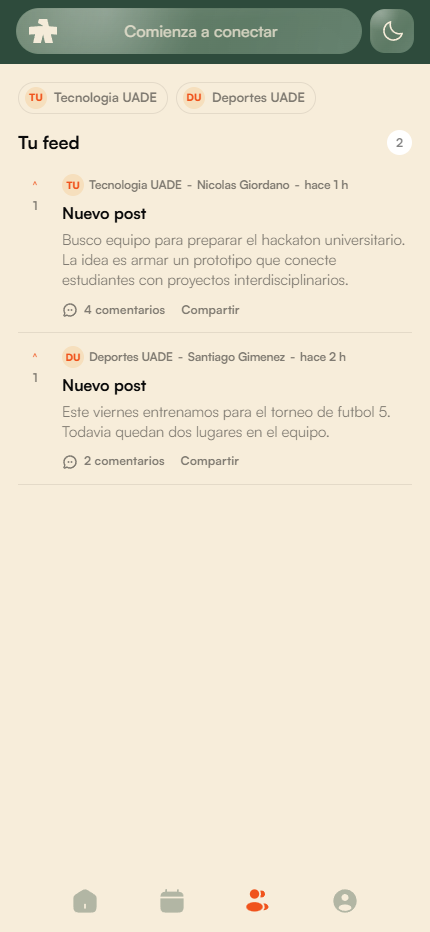 Comienza a conectar
TU Tecnologia UADE DU Deportes UADE
Tu feed 2
^ TU Tecnologia UADE - Nicolas Giordano - hace 1 h
1
Nuevo post
Busco equipo para preparar el hackaton universitario.
La idea es armar un prototipo que conecte
estudiantes con proyectos interdisciplinarios.
4 comentarios Compartir
^ DU Deportes UADE - Santiago Gimenez - hace 2 h
1
Nuevo post
Este viernes entrenamos para el torneo de futbol 5.
Todavia quedan dos lugares en el equipo.
2 comentarios Compartir